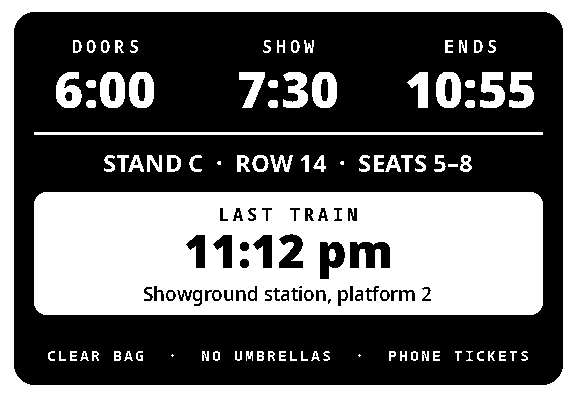 DOORS SHOW ENDS
6:00 7:30 10:55
STAND C · ROW 14 · SEATS 5–8
LAST TRAIN
11:12 pm
Showground station, platform 2
CLEAR BAG · NO UMBRELLAS · PHONE TICKETS